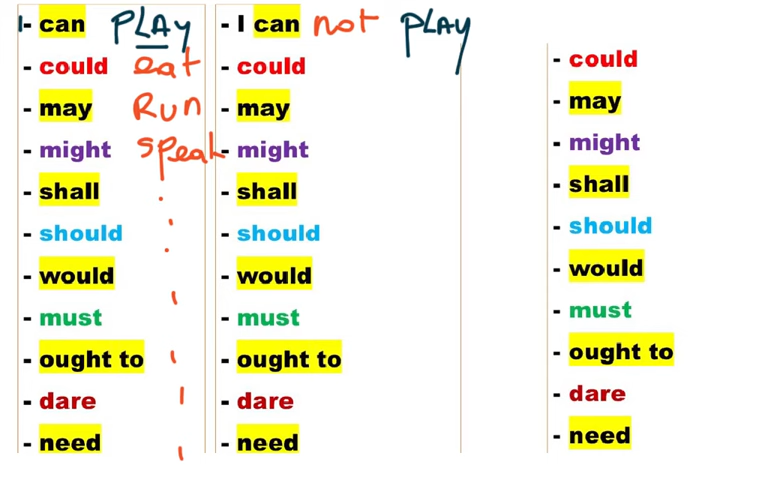 I- can PLAY
- could eat
- may Run
- might speak
- shall
- should
- would
- must
- ought to
- dare
- need
- I can not PLAY
- could
- may
- might
- shall
- should
- would
- must
- ought to
- dare
- need
- could
- may
- might
- shall
- should
- would
- must
- ought to
- dare
- need